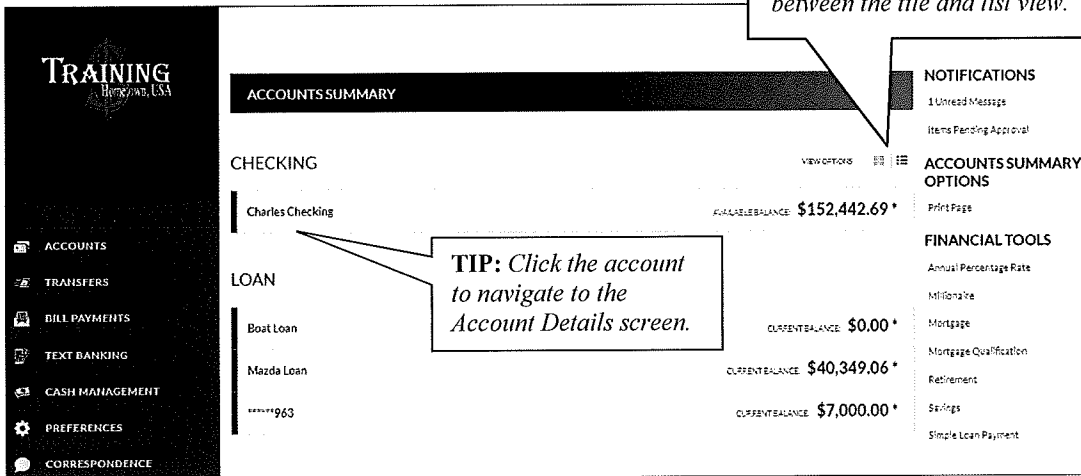 between the tile and list view.
TRAINING
Hometown, USA
ACCOUNTS
TRANSFERS
BILL PAYMENTS
TEXT BANKING
CASH MANAGEMENT
PREFERENCES
CORRESPONDENCE
ACCOUNTS SUMMARY
CHECKING
VIEW OPTIONS
Charles Checking
AVAILABLE BALANCE: $152,442.69 *
TIP: Click the account
to navigate to the
Account Details screen.
LOAN
Boat Loan
CURRENT BALANCE: $0.00 *
Mazda Loan
CURRENT BALANCE: $40,349.06 *
******963
CURRENT BALANCE: $7,000.00 *
NOTIFICATIONS
1 Unread Message
Items Pending Approval
ACCOUNTS SUMMARY
OPTIONS
Print Page
FINANCIAL TOOLS
Annual Percentage Rate
Millionaire
Mortgage
Mortgage Qualification
Retirement
Savings
Simple Loan Payment